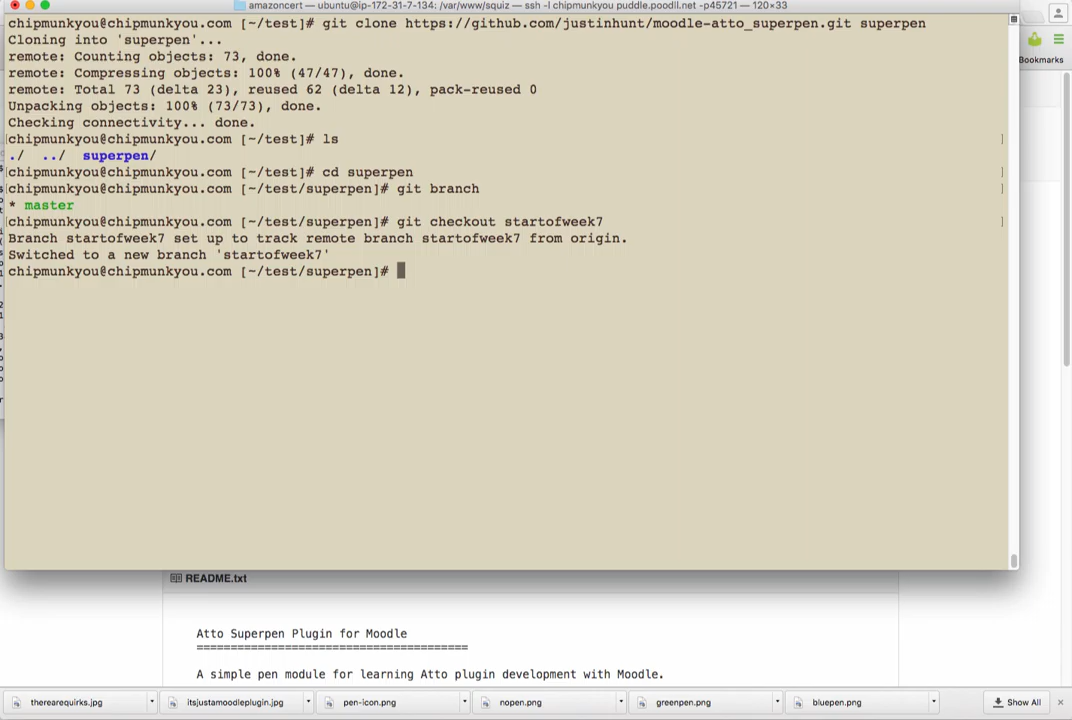 amazoncert — ubuntu@ip-172-31-7-134: /var/www/squiz — ssh -l chipmunkyou puddle.poodll.net -p45721 — 120×33
chipmunkyou@chipmunkyou.com [~/test]# git clone https://github.com/justinhunt/moodle-atto_superpen.git superpen
Cloning into 'superpen'...
remote: Counting objects: 73, done.
remote: Compressing objects: 100% (47/47), done.
remote: Total 73 (delta 23), reused 62 (delta 12), pack-reused 0
Unpacking objects: 100% (73/73), done.
Checking connectivity... done.
[chipmunkyou@chipmunkyou.com [~/test]# ls ]
./ ../ superpen/
[chipmunkyou@chipmunkyou.com [~/test]# cd superpen ]
[chipmunkyou@chipmunkyou.com [~/test/superpen]# git branch ]
* master
[chipmunkyou@chipmunkyou.com [~/test/superpen]# git checkout startofweek7 ]
Branch startofweek7 set up to track remote branch startofweek7 from origin.
Switched to a new branch 'startofweek7'
chipmunkyou@chipmunkyou.com [~/test/superpen]#
Bookmarks
README.txt
Atto Superpen Plugin for Moodle
========================================
A simple pen module for learning Atto plugin development with Moodle.
therearequirks.jpg
itsjustamoodleplugin.jpg
pen-icon.png
nopen.png
greenpen.png
bluepen.png
Show All